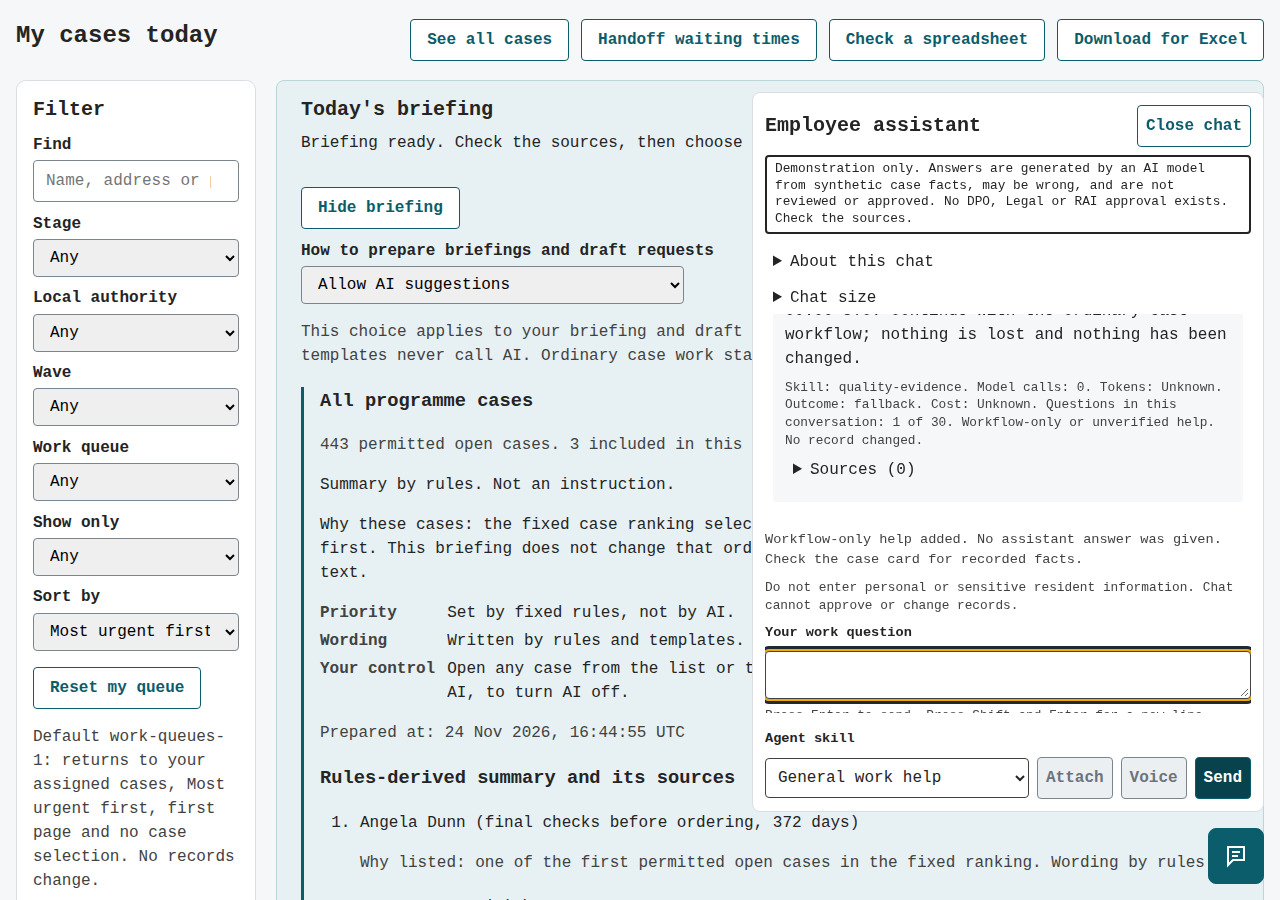 My cases today
See all cases
Handoff waiting times
Check a spreadsheet
Download for Excel
Filter
Find
Name, address or
Stage
Any
Local authority
Any
Wave
Any
Work queue
Any
Show only
Any
Sort by
Most urgent first
Reset my queue
Default work-queues-
1: returns to your
assigned cases, Most
urgent first, first
page and no case
selection. No records
change.
Today's briefing
Briefing ready. Check the sources, then choose
Hide briefing
How to prepare briefings and draft requests
Allow AI suggestions
This choice applies to your briefing and draft
templates never call AI. Ordinary case work sta
All programme cases
443 permitted open cases. 3 included in this
Summary by rules. Not an instruction.
Why these cases: the fixed case ranking selec
first. This briefing does not change that ord
text.
Priority Set by fixed rules, not by AI.
Wording Written by rules and templates.
Your control Open any case from the list or t
AI, to turn AI off.
Prepared at: 24 Nov 2026, 16:44:55 UTC
Rules-derived summary and its sources
1. Angela Dunn (final checks before ordering, 372 days)
Why listed: one of the first permitted open cases in the fixed ranking. Wording by rules
Employee assistant
Close chat
Demonstration only. Answers are generated by an AI model
from synthetic case facts, may be wrong, and are not
reviewed or approved. No DPO, Legal or RAI approval exists.
Check the sources.
About this chat
Chat size
workflow; nothing is lost and nothing has been
changed.
Skill: quality-evidence. Model calls: 0. Tokens: Unknown.
Outcome: fallback. Cost: Unknown. Questions in this
conversation: 1 of 30. Workflow-only or unverified help.
No record changed.
Sources (0)
Workflow-only help added. No assistant answer was given.
Check the case card for recorded facts.
Do not enter personal or sensitive resident information. Chat
cannot approve or change records.
Your work question
Press Enter to send. Press Shift and Enter for a new line.
Agent skill
General work help
Attach
Voice
Send